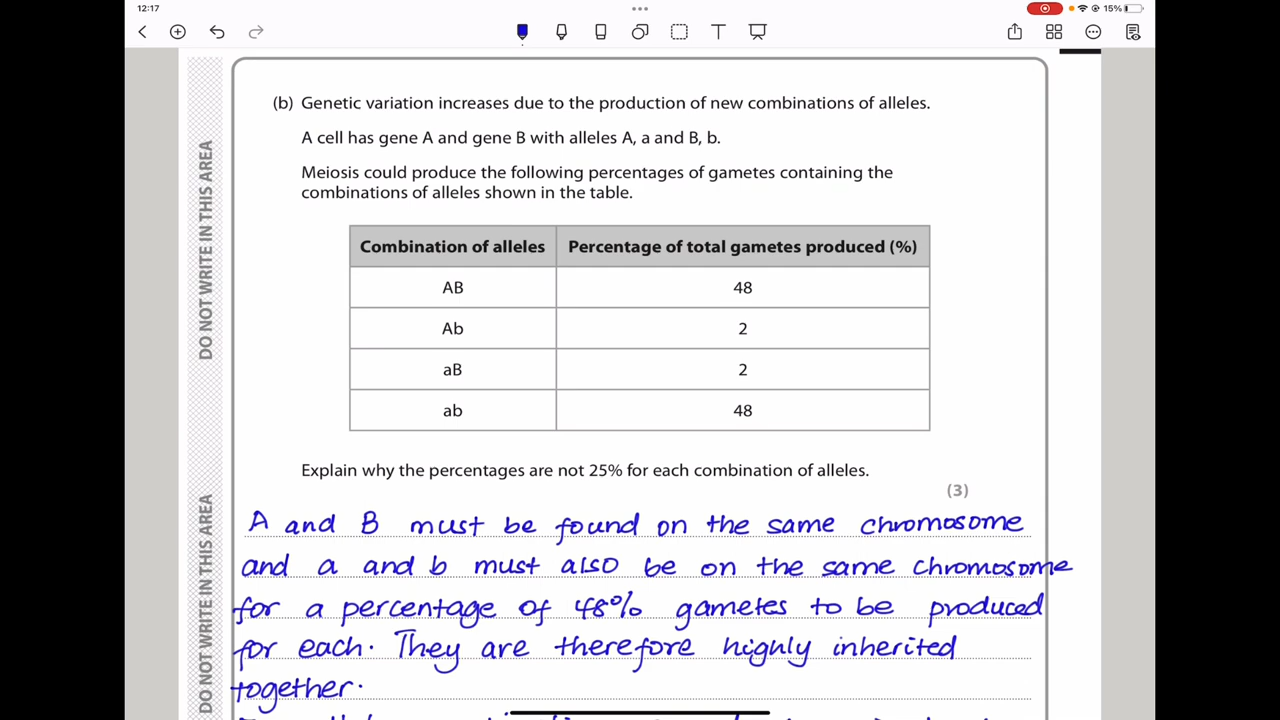 12:17
15%
DO NOT WRITE IN THIS AREA
DO NOT WRITE IN THIS AREA
(b) Genetic variation increases due to the production of new combinations of alleles.
A cell has gene A and gene B with alleles A, a and B, b.
Meiosis could produce the following percentages of gametes containing the
combinations of alleles shown in the table.
Combination of alleles Percentage of total gametes produced (%)
AB 48
Ab 2
aB 2
ab 48
Explain why the percentages are not 25% for each combination of alleles.
(3)
A and B must be found on the same chromosome
and a and b must also be on the same chromosome
for a percentage of 48% gametes to be produced
for each. They are therefore highly inherited
together.